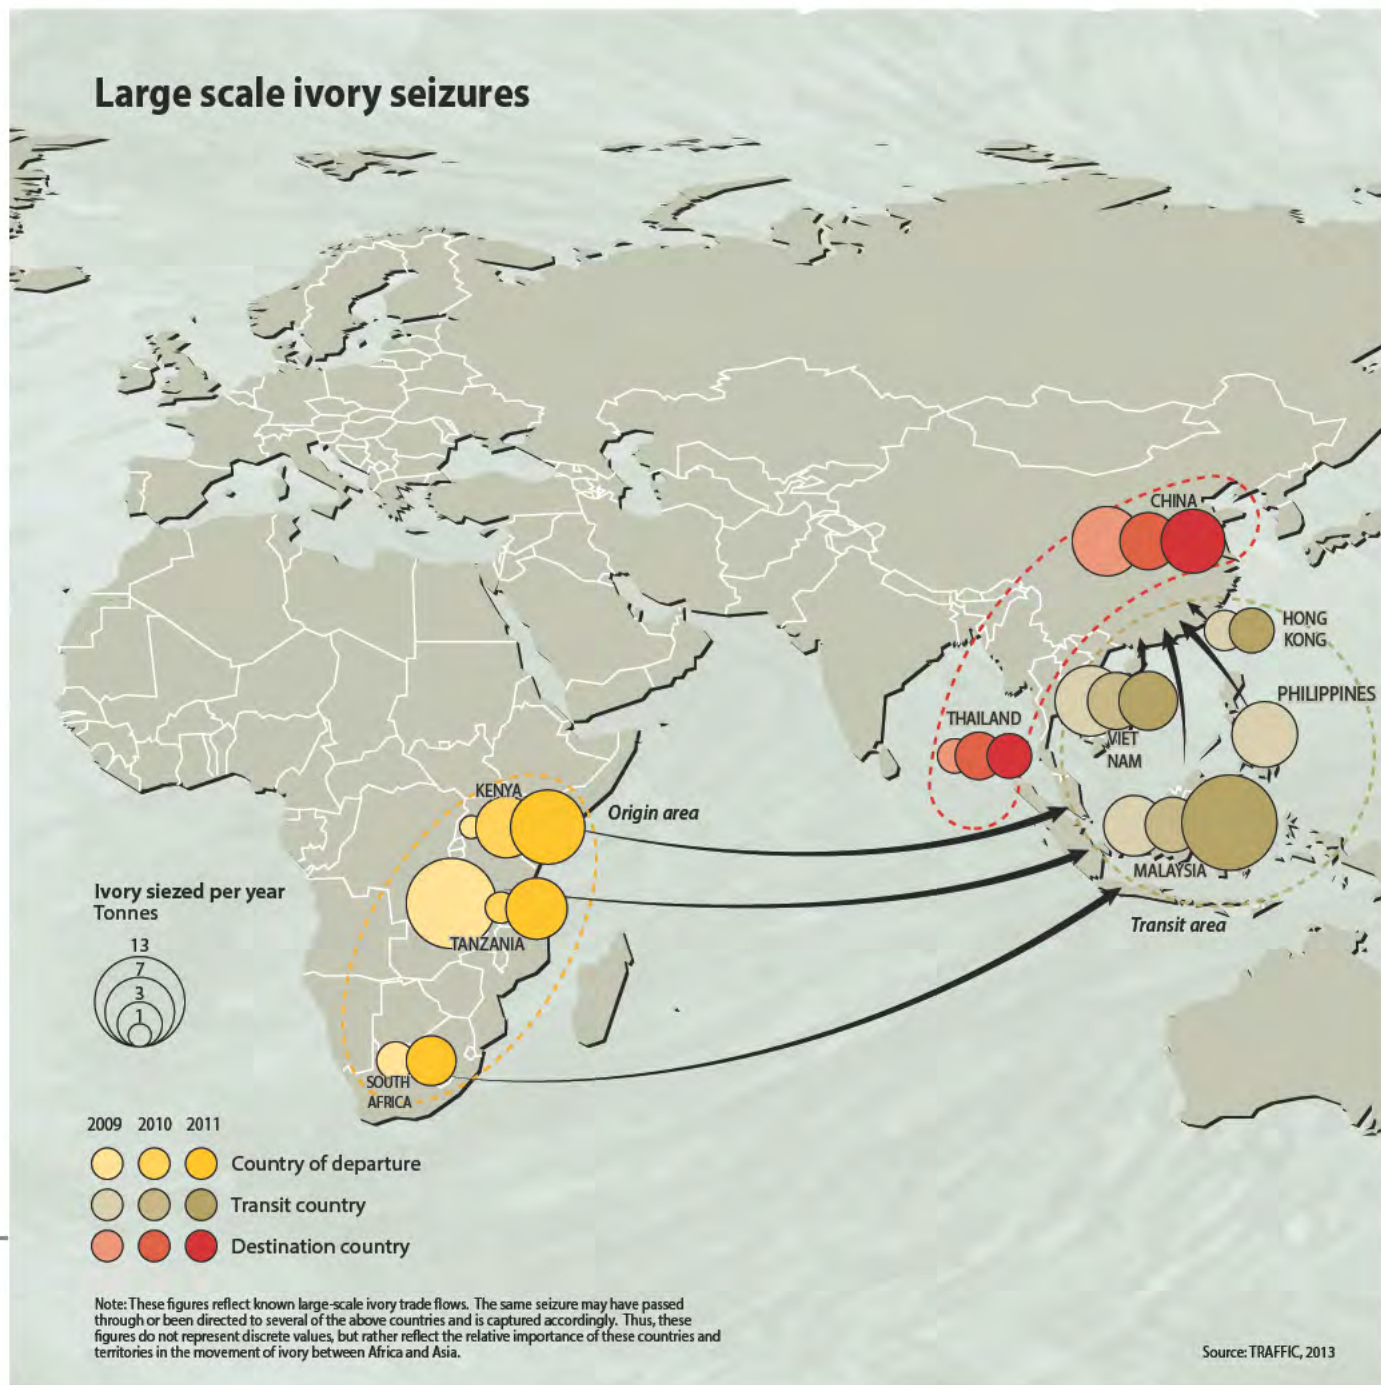 Large scale ivory seizures
CHINA
HONG
KONG
PHILIPPINES
THAILAND
VIET
NAM
KENYA
Origin area
MALAYSIA
Ivory siezed per year
Tonnes
TANZANIA
Transit area
13
7
3
1
SOUTH
AFRICA
2009 2010 2011
Country of departure
Transit country
Destination country
Note: These figures reflect known large-scale ivory trade flows. The same seizure may have passed
through or been directed to several of the above countries and is captured accordingly. Thus, these
figures do not represent discrete values, but rather reflect the relative importance of these countries and
territories in the movement of ivory between Africa and Asia.
Source: TRAFFIC, 2013